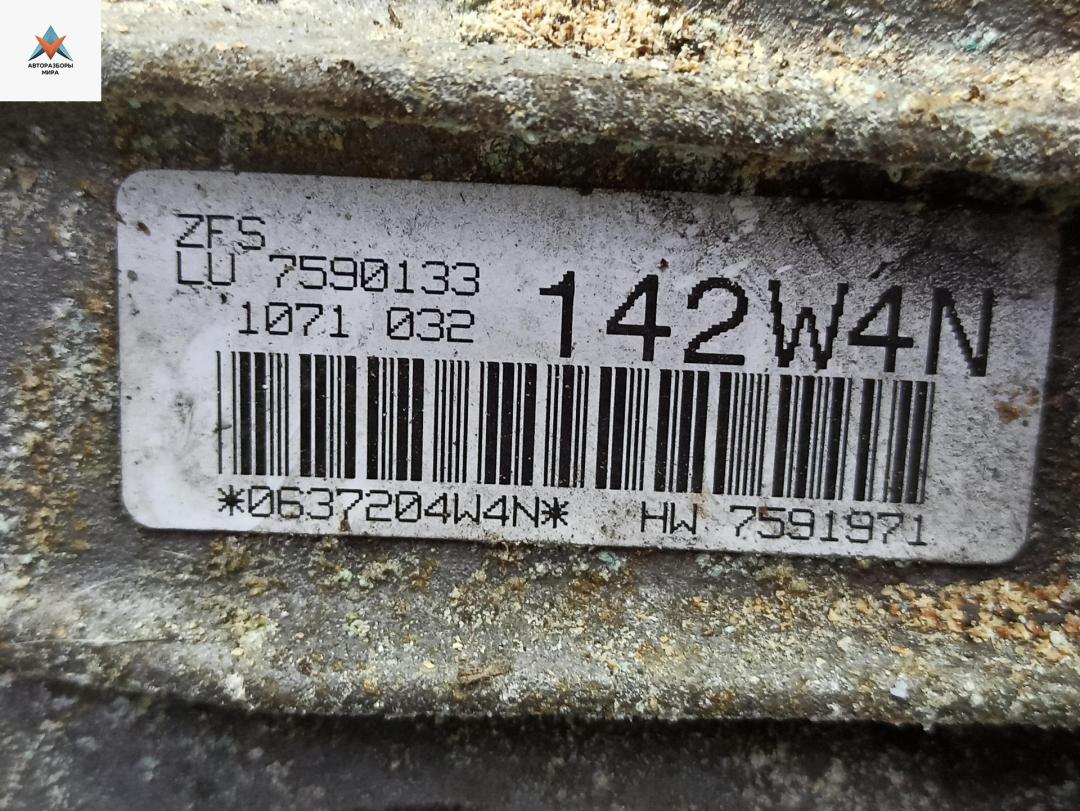 АВТОРАЗБОРЫ
МИРА
ZFS
LU 7590133
1071 032
142W4N
*0637204W4N* HW 7591971